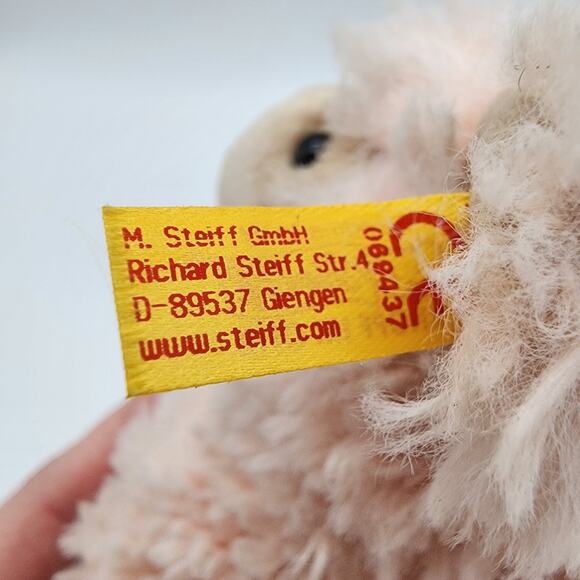 M. Steiff GmbH
Richard Steiff Str.4
D-89537 Giengen
www.steiff.com
069437